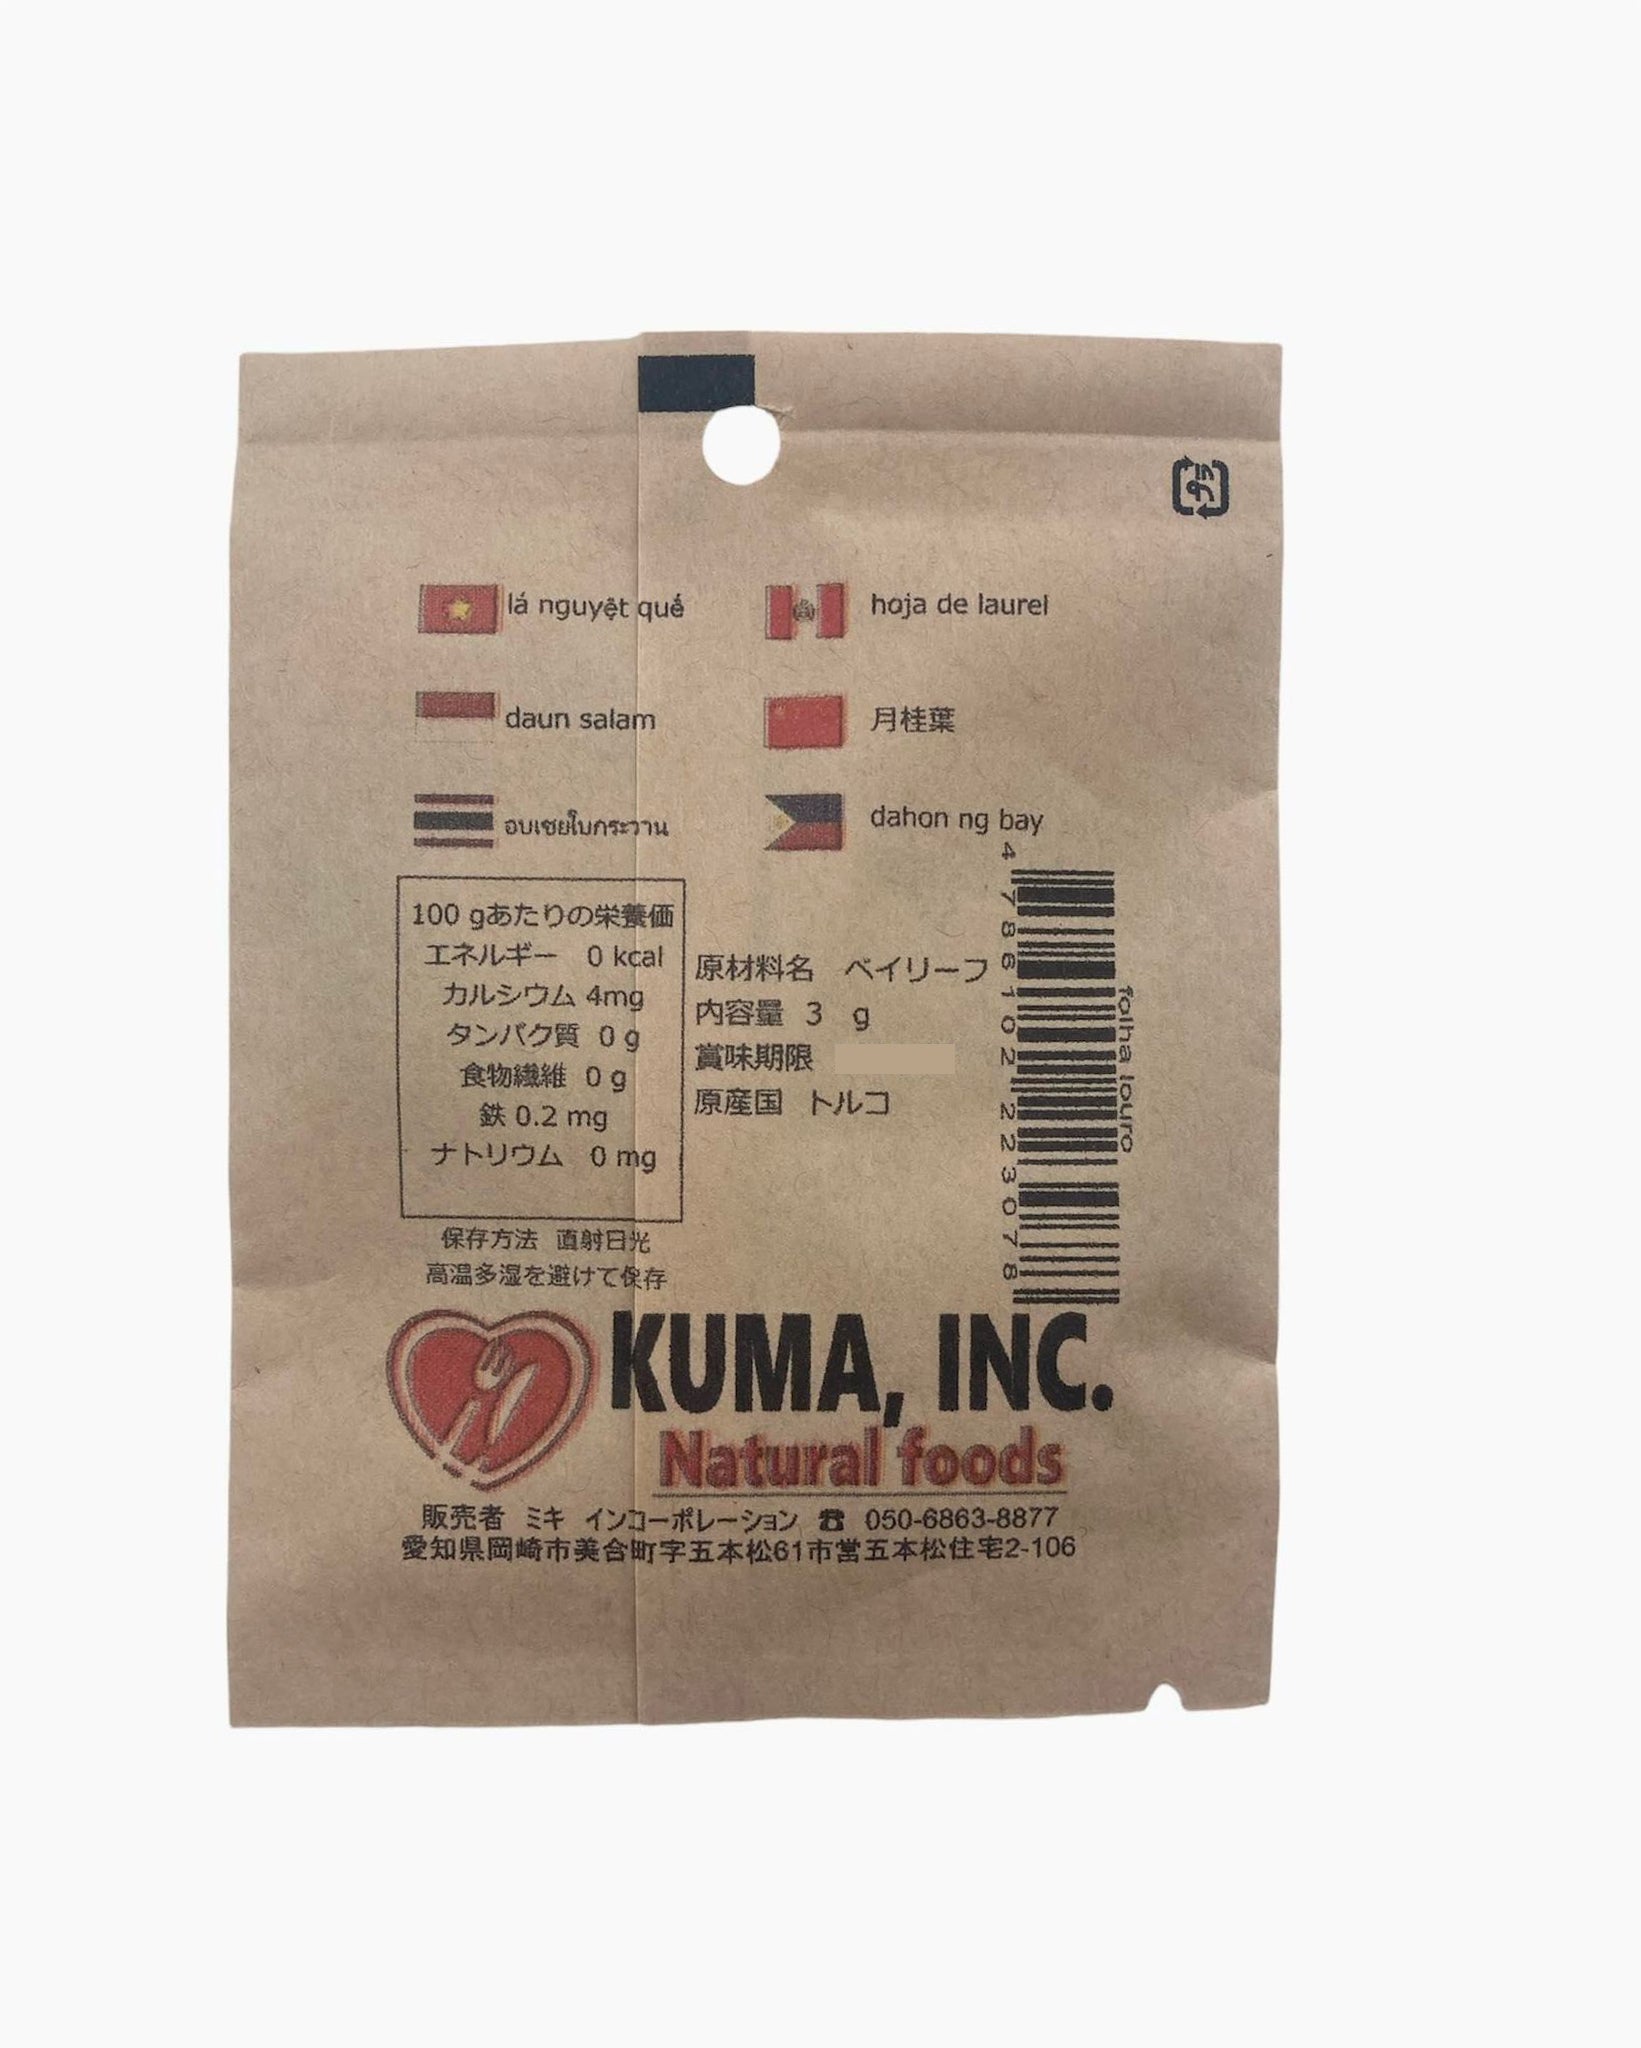 プラ
lá nguyệt quế
hoja de laurel
daun salam
月桂葉
อบเชยใบกระวาน
dahon ng bay
100 gあたりの栄養価
エネルギー 0 kcal
カルシウム 4mg
タンパク質 0 g
食物繊維 0 g
鉄 0.2 mg
ナトリウム 0 mg
原材料名 ベイリーフ
内容量 3 g
賞味期限
原産国 トルコ
4786102223078
folha louro
保存方法 直射日光
高温多湿を避けて保存
KUMA, INC.
Natural foods
販売者 ミキ インコーポレーション ☎ 050-6863-8877
愛知県岡崎市美合町字五本松61市営五本松住宅2-106